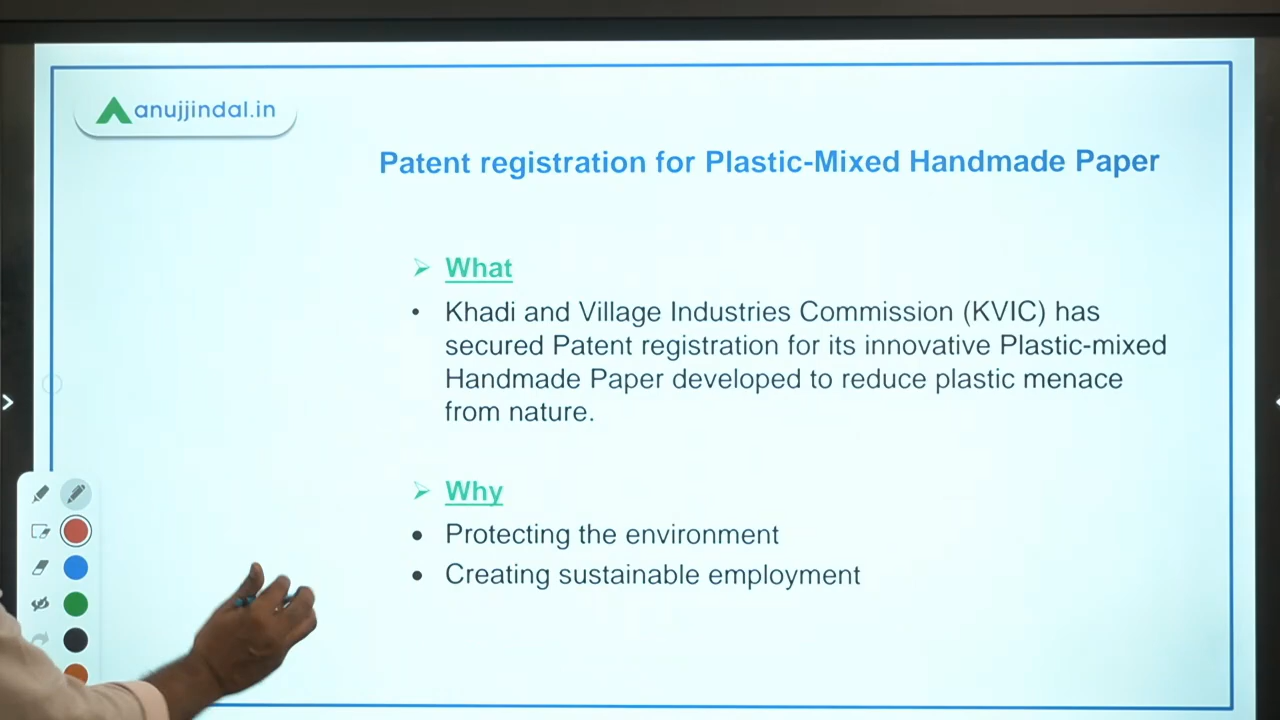 anujjindal.in
Patent registration for Plastic-Mixed Handmade Paper
What
Khadi and Village Industries Commission (KVIC) has
secured Patent registration for its innovative Plastic-mixed
Handmade Paper developed to reduce plastic menace
from nature.
Why
Protecting the environment
Creating sustainable employment